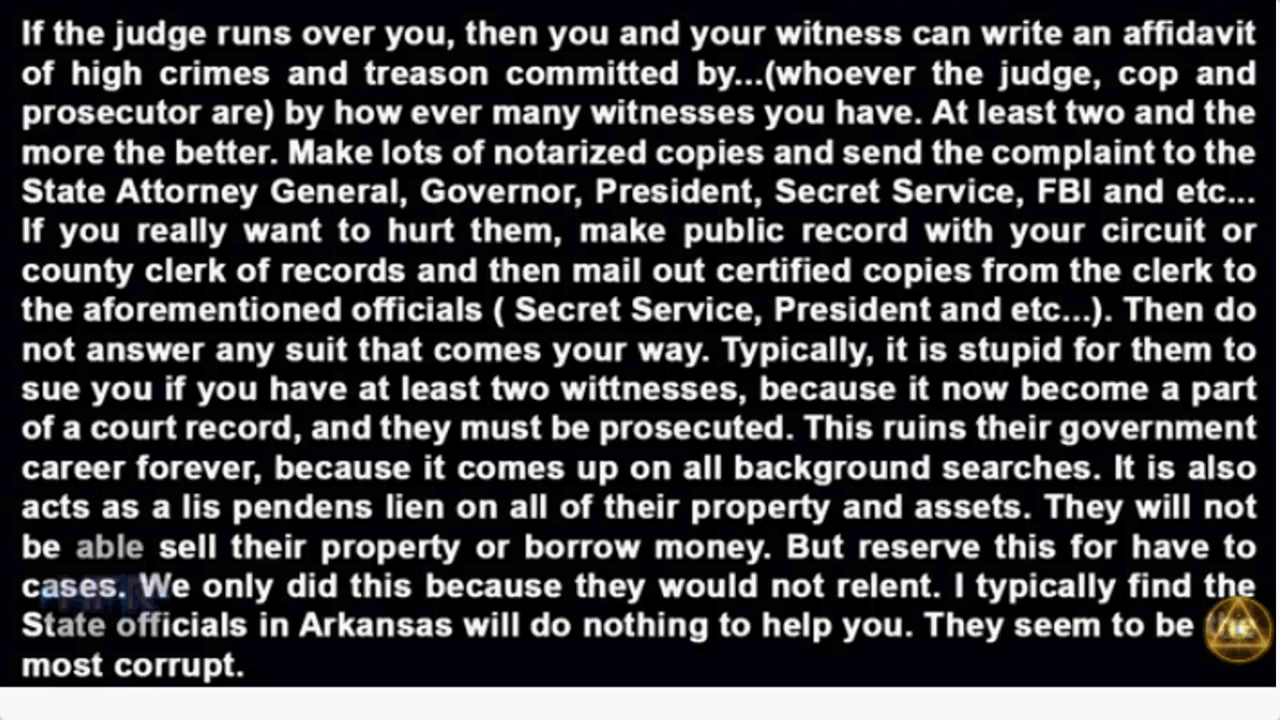 If the judge runs over you, then you and your witness can write an affidavit
of high crimes and treason committed by...(whoever the judge, cop and
prosecutor are) by how ever many witnesses you have. At least two and the
more the better. Make lots of notarized copies and send the complaint to the
State Attorney General, Governor, President, Secret Service, FBI and etc...
If you really want to hurt them, make public record with your circuit or
county clerk of records and then mail out certified copies from the clerk to
the aforementioned officials ( Secret Service, President and etc...). Then do
not answer any suit that comes your way. Typically, it is stupid for them to
sue you if you have at least two wittnesses, because it now become a part
of a court record, and they must be prosecuted. This ruins their government
career forever, because it comes up on all background searches. It is also
acts as a lis pendens lien on all of their property and assets. They will not
be able sell their property or borrow money. But reserve this for have to
cases. We only did this because they would not relent. I typically find the
State officials in Arkansas will do nothing to help you. They seem to be
most corrupt.